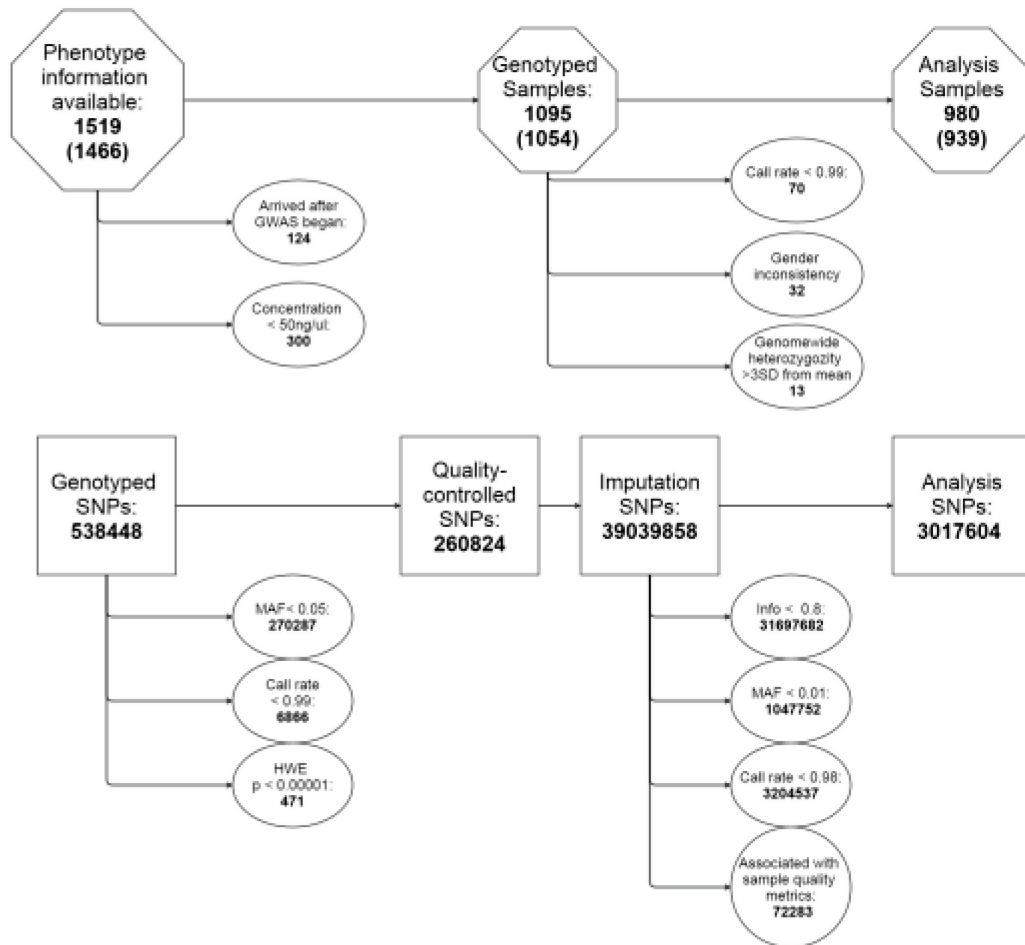 Phenotype
information
available:
1519
(1466)
Genotyped
Samples:
1095
(1054)
Analysis
Samples
980
(939)
Arrived after
GWAS began:
124
Concentration
< 50ng/ul:
300
Call rate < 0.99:
70
Gender
inconsistency
32
Genomewide
heterozygozity
>3SD from mean
13
Genotyped
SNPs:
538448
Quality-
controlled
SNPs:
260824
Imputation
SNPs:
39039858
Analysis
SNPs:
3017604
MAF< 0.05:
270287
Call rate
< 0.99:
6866
HWE
p < 0.00001:
471
Info < 0.8:
31697682
MAF < 0.01:
1047752
Call rate < 0.98:
3204537
Associated with
sample quality
metrics:
72283